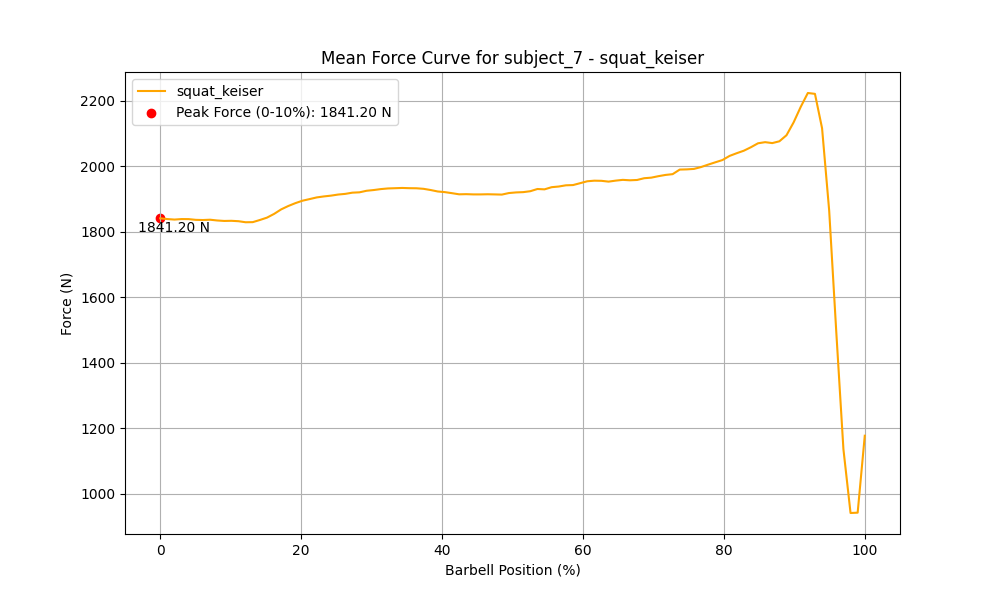 Mean Force Curve for subject_7 - squat_keiser
squat_keiser
Peak Force (0-10%): 1841.20 N
2200
2000
1800
1600
1400
1200
1000
Force (N)
1841.20 N
0 20 40 60 80 100
Barbell Position (%)